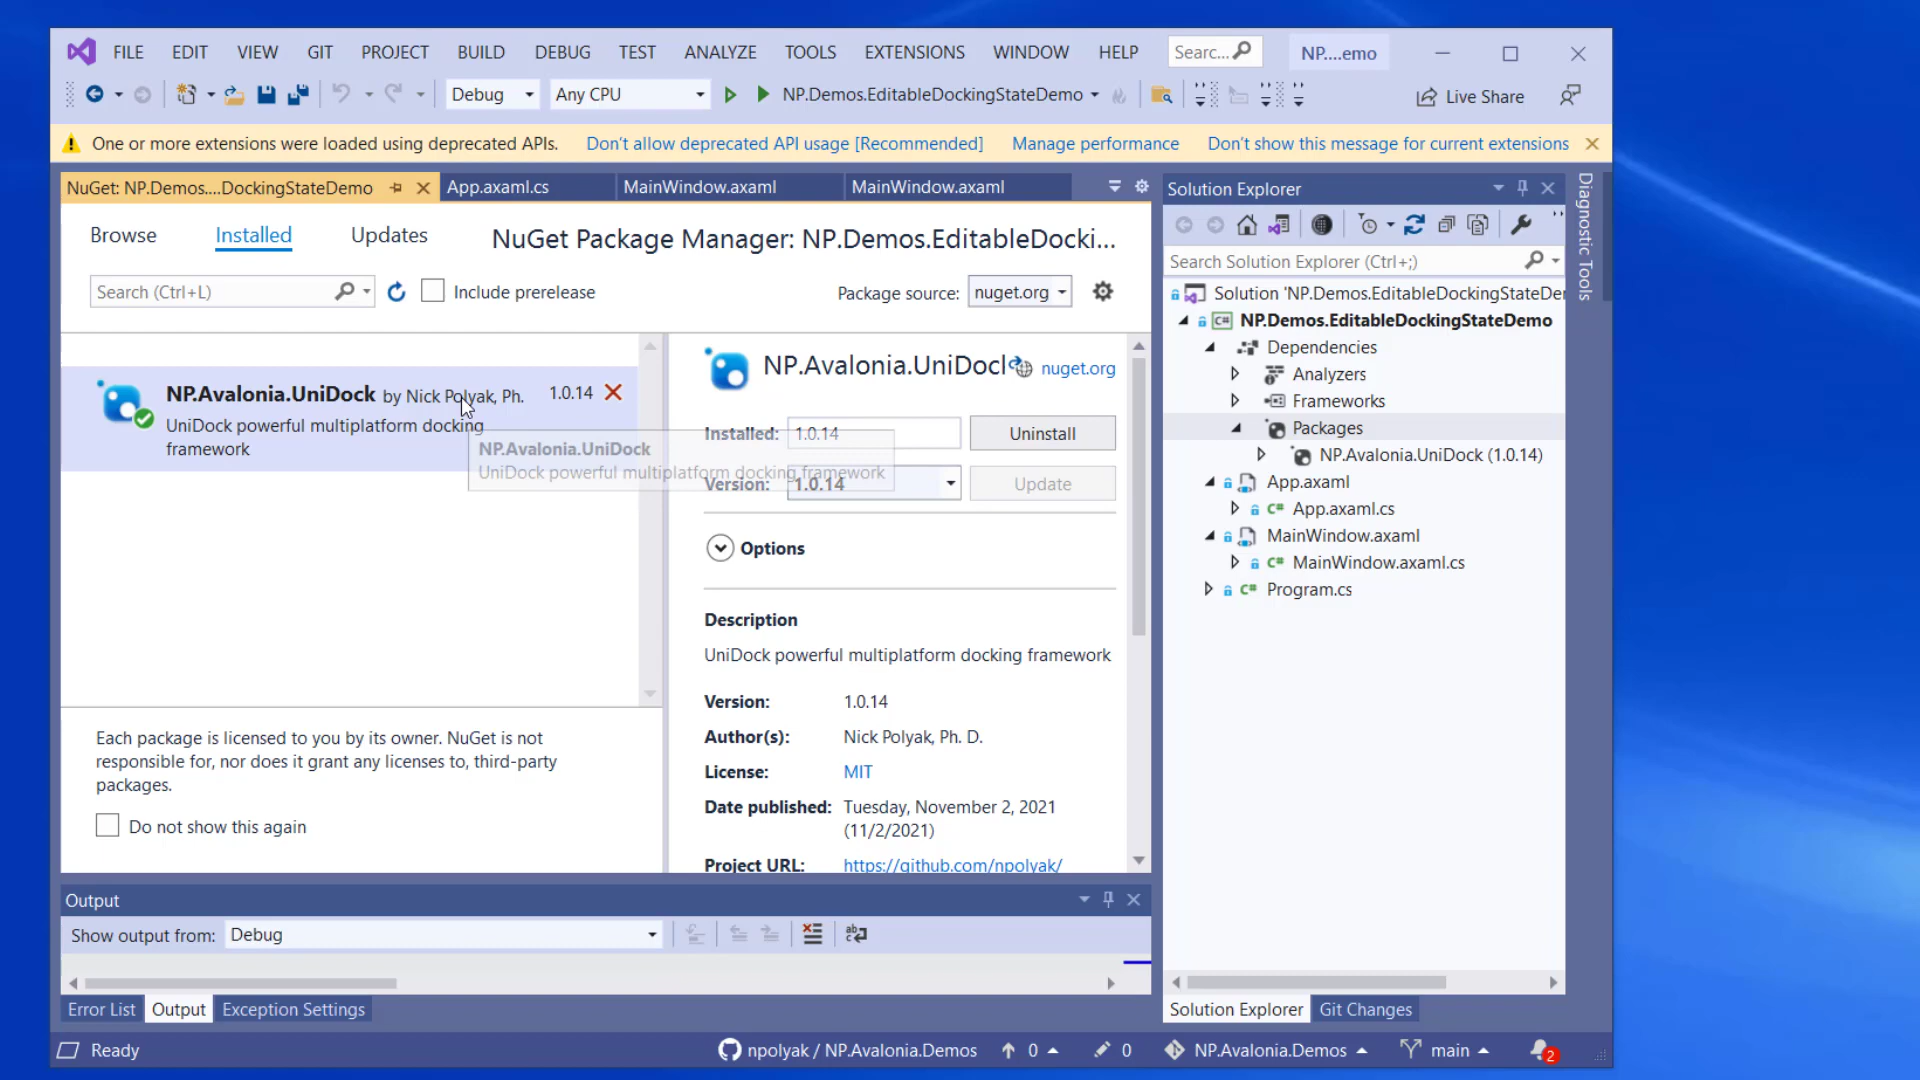 FILE EDIT VIEW GIT PROJECT BUILD DEBUG TEST ANALYZE TOOLS EXTENSIONS WINDOW HELP Searc... NP....emo
Debug Any CPU NP.Demos.EditableDockingStateDemo Live Share
One or more extensions were loaded using deprecated APIs. Don't allow deprecated API usage [Recommended] Manage performance Don't show this message for current extensions
NuGet: NP.Demos....DockingStateDemo App.axaml.cs MainWindow.axaml MainWindow.axaml
Browse Installed Updates NuGet Package Manager: NP.Demos.EditableDocki...
Search (Ctrl+L) Include prerelease Package source: nuget.org
NP.Avalonia.UniDock by Nick Polyak, Ph. 1.0.14
UniDock powerful multiplatform docking
framework
NP.Avalonia.UniDock
UniDock powerful multiplatform docking framework
NP.Avalonia.UniDocl nuget.org
Installed: 1.0.14 Uninstall
Version: 1.0.14 Update
Options
Description
UniDock powerful multiplatform docking framework
Version: 1.0.14
Author(s): Nick Polyak, Ph. D.
License: MIT
Date published: Tuesday, November 2, 2021
(11/2/2021)
Project URL: https://github.com/npolyak/
Each package is licensed to you by its owner. NuGet is not
responsible for, nor does it grant any licenses to, third-party
packages.
Do not show this again
Output
Show output from: Debug
Error List Output Exception Settings
Solution Explorer
Search Solution Explorer (Ctrl+;)
Solution 'NP.Demos.EditableDockingStateDer
C# NP.Demos.EditableDockingStateDemo
Dependencies
Analyzers
Frameworks
Packages
NP.Avalonia.UniDock (1.0.14)
App.axaml
C# App.axaml.cs
MainWindow.axaml
C# MainWindow.axaml.cs
C# Program.cs
Solution Explorer Git Changes
Diagnostic Tools
Ready npolyak / NP.Avalonia.Demos 0 0 NP.Avalonia.Demos main 2